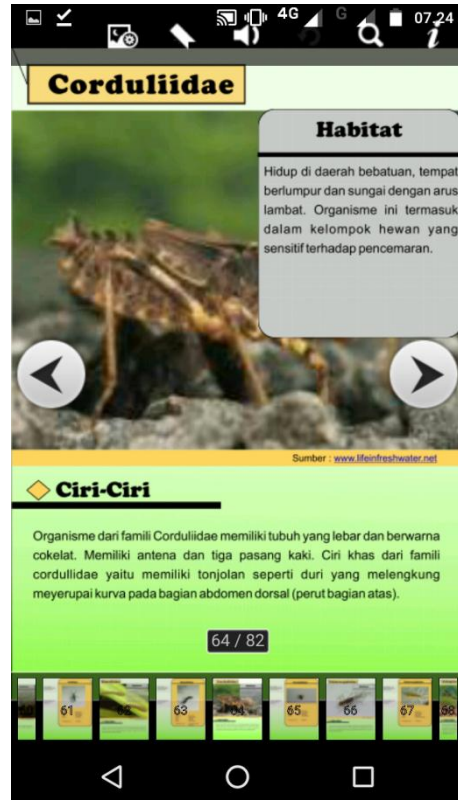 4G
G
07.24
Corduliidae
Habitat
Hidup di daerah bebatuan, tempat
berlumpur dan sungai dengan arus
lambat. Organisme ini termasuk
dalam kelompok hewan yang
sensitif terhadap pencemaran.
Sumber : www.lifeinfreshwater.net
Ciri-Ciri
Organisme dari famili Corduliidae memiliki tubuh yang lebar dan berwarna
cokelat. Memiliki antena dan tiga pasang kaki. Ciri khas dari famili
cordullidae yaitu memiliki tonjolan seperti duri yang melengkung
meyerupai kurva pada bagian abdomen dorsal (perut bagian atas).
64 / 82
60 61 62 63 64 65 66 67 68